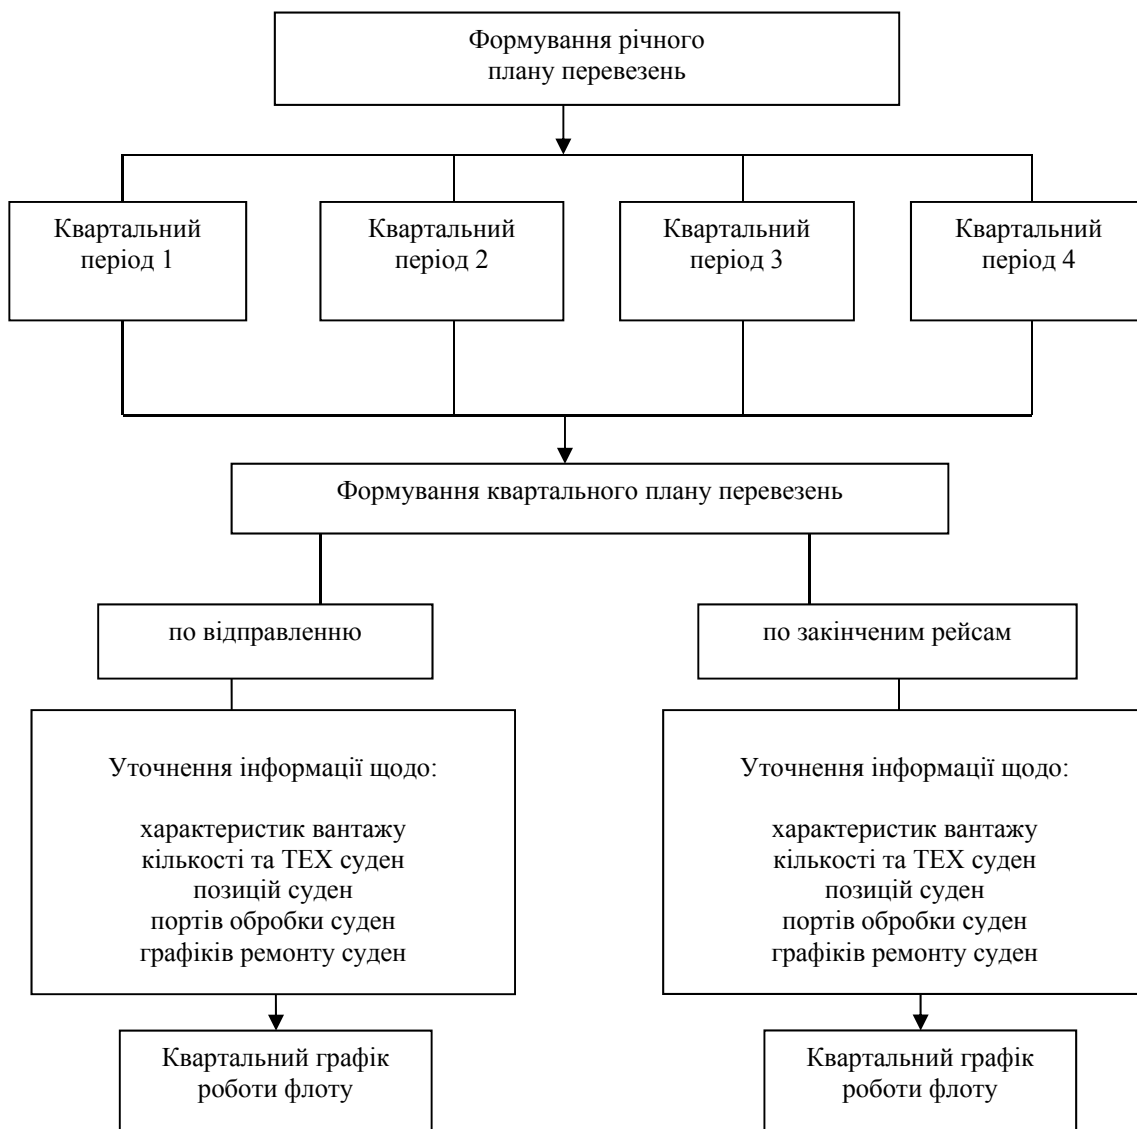 Формування річного
плану перевезень
Квартальний
період 1
Квартальний
період 2
Квартальний
період 3
Квартальний
період 4
Формування квартального плану перевезень
по відправленню
по закінченим рейсам
Уточнення інформації щодо:
характеристик вантажу
кількості та ТЕХ суден
позицій суден
портів обробки суден
графіків ремонту суден
Уточнення інформації щодо:
характеристик вантажу
кількості та ТЕХ суден
позицій суден
портів обробки суден
графіків ремонту суден
Квартальний графік
роботи флоту
Квартальний графік
роботи флоту